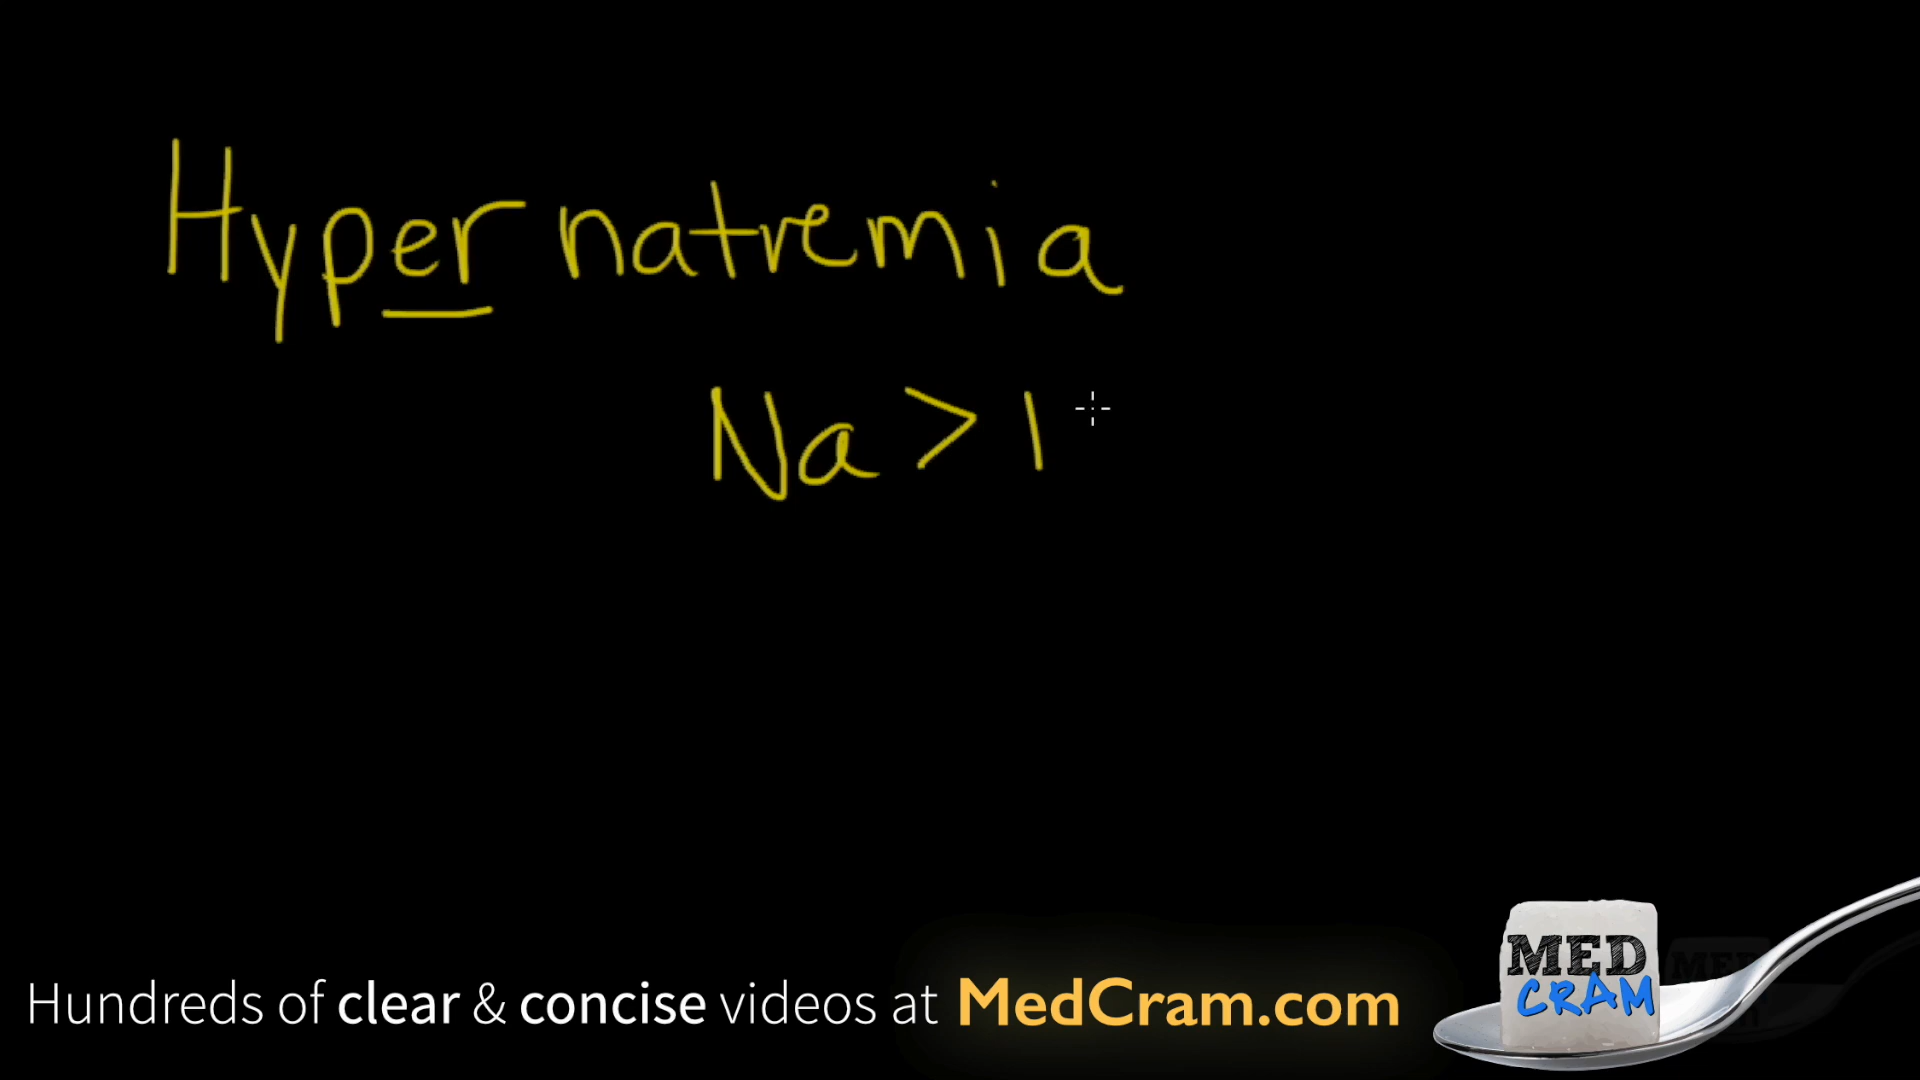 Hypernatremia
Na > 1
Hundreds of clear & concise videos at MedCram.com
MED
CRAM